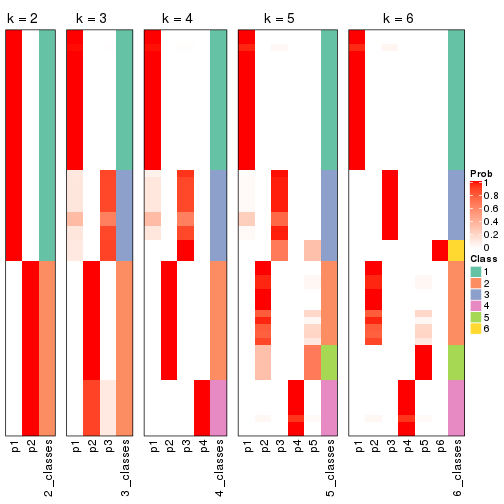 k = 2
k = 3
k = 4
k = 5
k = 6
p1
p2
2_classes
p1
p2
p3
3_classes
p1
p2
p3
p4
4_classes
p1
p2
p3
p4
p5
5_classes
p1
p2
p3
p4
p5
p6
6_classes
Prob
1
0.8
0.6
0.4
0.2
0
Class
1
2
3
4
5
6